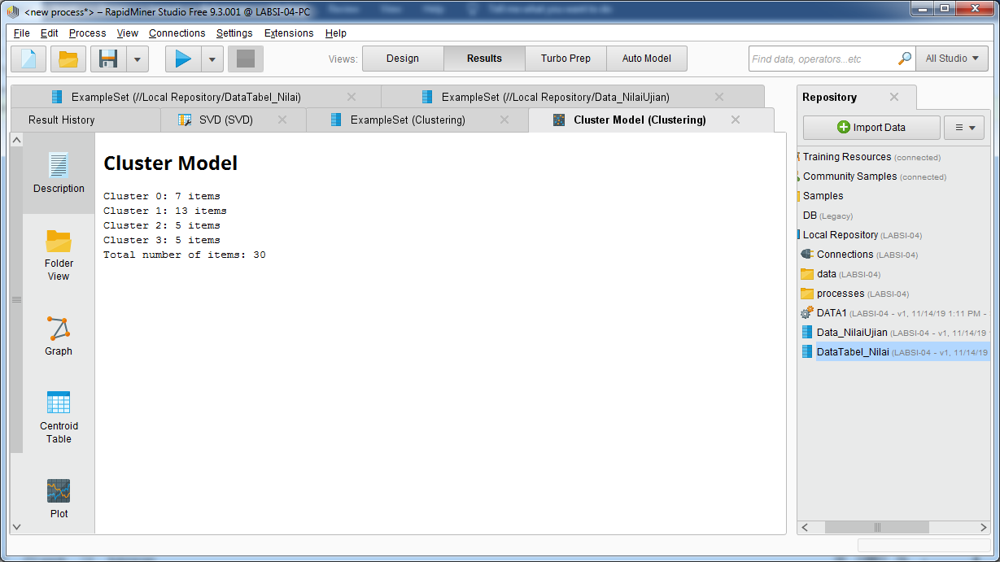 <new process*> – RapidMiner Studio Free 9.3.001 @ LABSI-04-PC
File Edit Process View Connections Settings Extensions Help
Views: Design Results Turbo Prep Auto Model
Find data, operators...etc All Studio
ExampleSet (//Local Repository/DataTabel_Nilai) ExampleSet (//Local Repository/Data_NilaiUjian)
Result History SVD (SVD) ExampleSet (Clustering) Cluster Model (Clustering)
Description
Folder
View
Graph
Centroid
Table
Plot
Cluster Model
Cluster 0: 7 items
Cluster 1: 13 items
Cluster 2: 5 items
Cluster 3: 5 items
Total number of items: 30
Repository
Import Data
Training Resources (connected)
Community Samples (connected)
Samples
DB (Legacy)
Local Repository (LABSI-04)
Connections (LABSI-04)
data (LABSI-04)
processes (LABSI-04)
DATA1 (LABSI-04 - v1, 11/14/19 1:11 PM -
Data_NilaiUjian (LABSI-04 - v1, 11/14/19
DataTabel_Nilai (LABSI-04 - v1, 11/14/19